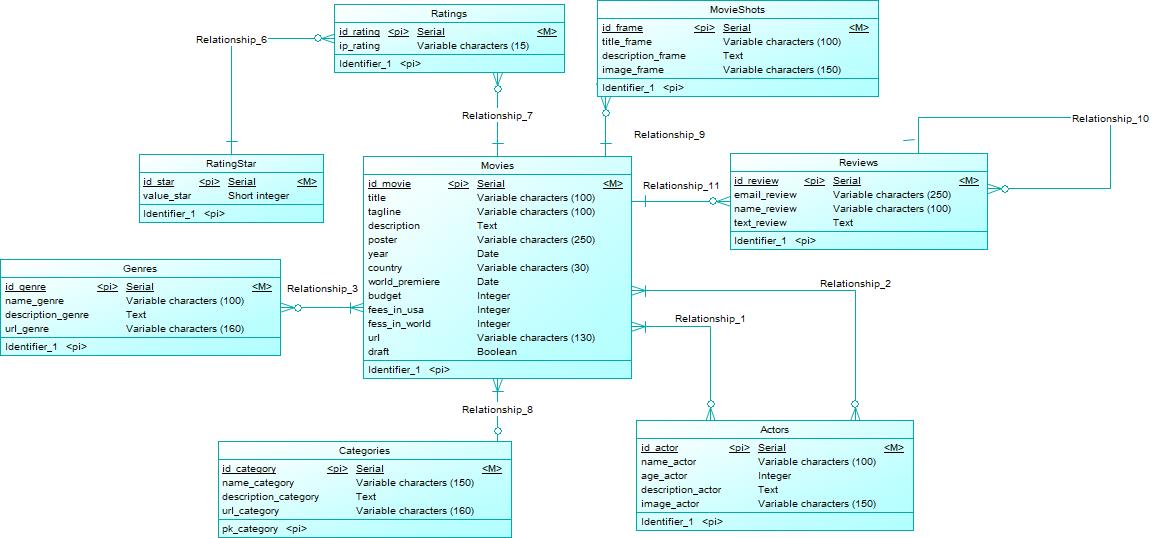 Ratings
id_rating <pi> Serial <M>
ip_rating Variable characters (15)
Identifier_1 <pi>
MovieShots
id_frame <pi> Serial <M>
title_frame Variable characters (100)
description_frame Text
image_frame Variable characters (150)
Identifier_1 <pi>
Relationship_6
Relationship_7
Relationship_9
Relationship_10
RatingStar
id_star <pi> Serial <M>
value_star Short integer
Identifier_1 <pi>
Movies
id_movie <pi> Serial <M>
title Variable characters (100)
tagline Variable characters (100)
description Text
poster Variable characters (250)
year Date
country Variable characters (30)
world_premiere Date
budget Integer
fees_in_usa Integer
fess_in_world Integer
url Variable characters (130)
draft Boolean
Identifier_1 <pi>
Relationship_11
Reviews
id_review <pi> Serial <M>
email_review Variable characters (250)
name_review Variable characters (100)
text_review Text
Identifier_1 <pi>
Genres
id_genre <pi> Serial <M>
name_genre Variable characters (100)
description_genre Text
url_genre Variable characters (160)
Identifier_1 <pi>
Relationship_3
Relationship_2
Relationship_1
Relationship_8
Categories
id_category <pi> Serial <M>
name_category Variable characters (150)
description_category Text
url_category Variable characters (160)
pk_category <pi>
Actors
id_actor <pi> Serial <M>
name_actor Variable characters (100)
age_actor Integer
description_actor Text
image_actor Variable characters (150)
Identifier_1 <pi>